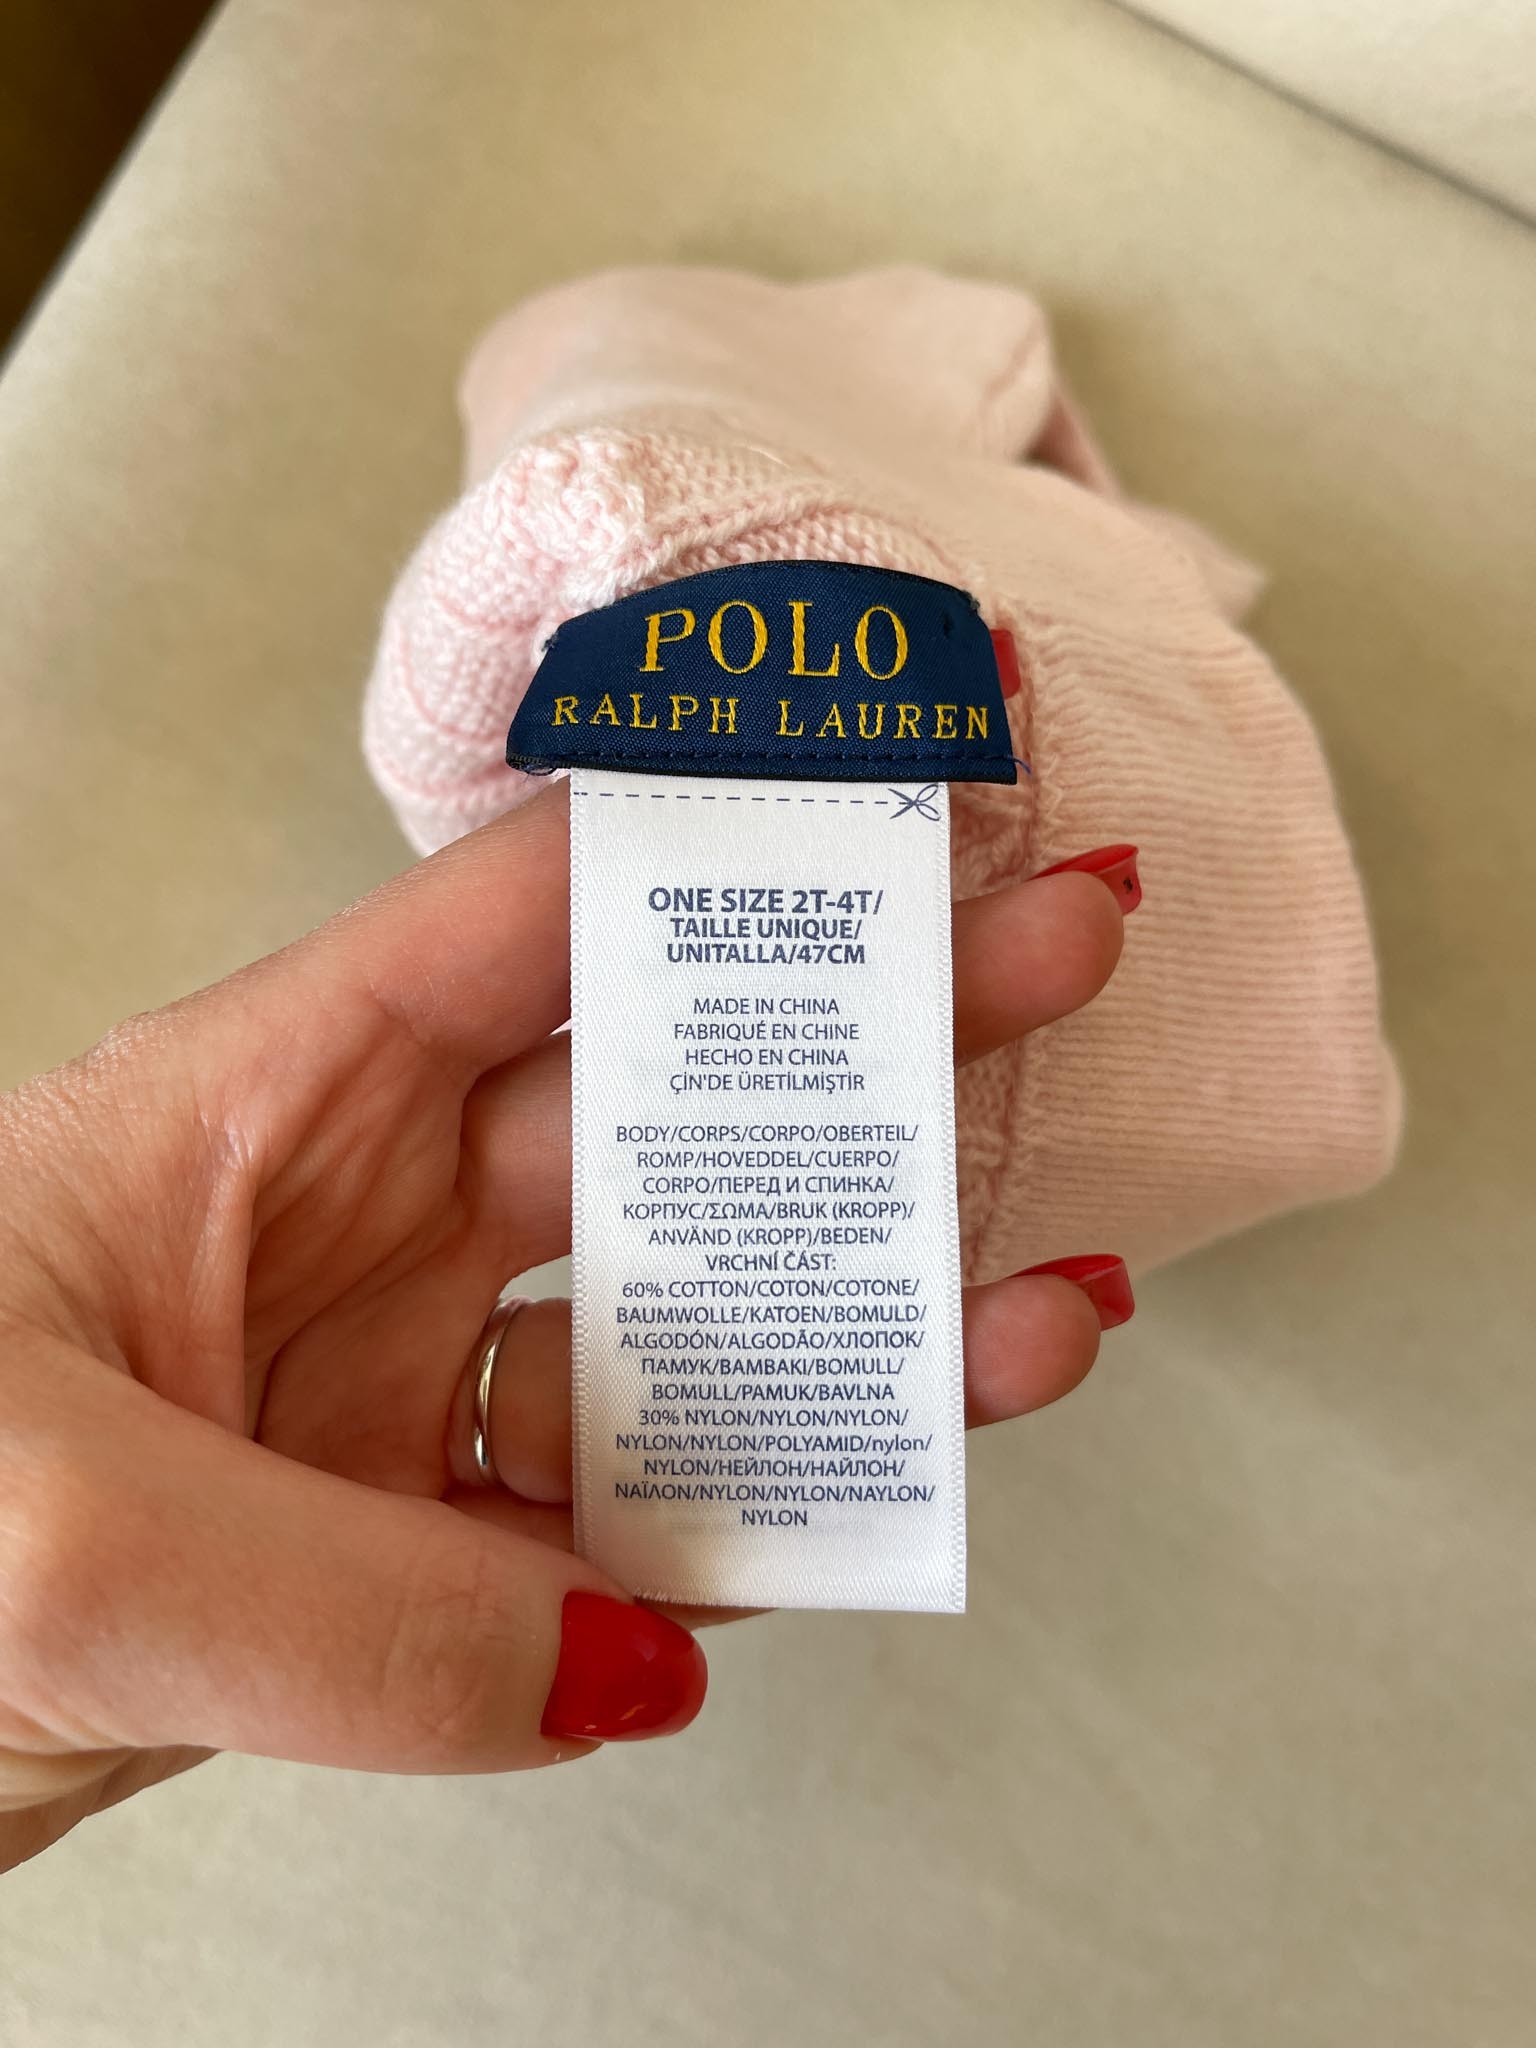 POLO
RALPH LAUREN
ONE SIZE 2T-4T/
TAILLE UNIQUE/
UNITALLA/47CM
MADE IN CHINA
FABRIQUÉ EN CHINE
HECHO EN CHINA
ÇİN'DE ÜRETİLMİŞTİR
BODY/CORPS/CORPO/OBERTEIL/
ROMP/HOVEDDEL/CUERPO/
CORPO/ПЕРЕД И СПИНКА/
КОРПУС/ΣΩΜΑ/BRUK (KROPP)/
ANVÄND (KROPP)/BEDEN/
VRCHNÍ ČÁST:
60% COTTON/COTON/COTONE/
BAUMWOLLE/KATOEN/BOMULD/
ALGODÓN/ALGODÃO/ХЛОПОК/
ПАМУК/ΒΑΜΒΑΚΙ/BOMULL/
BOMULL/PAMUK/BAVLNA
30% NYLON/NYLON/NYLON/
NYLON/NYLON/POLYAMID/nylon/
NYLON/НЕЙЛОН/НАЙЛОН/
ΝΑΪΛΟΝ/NYLON/NYLON/NAYLON/
NYLON